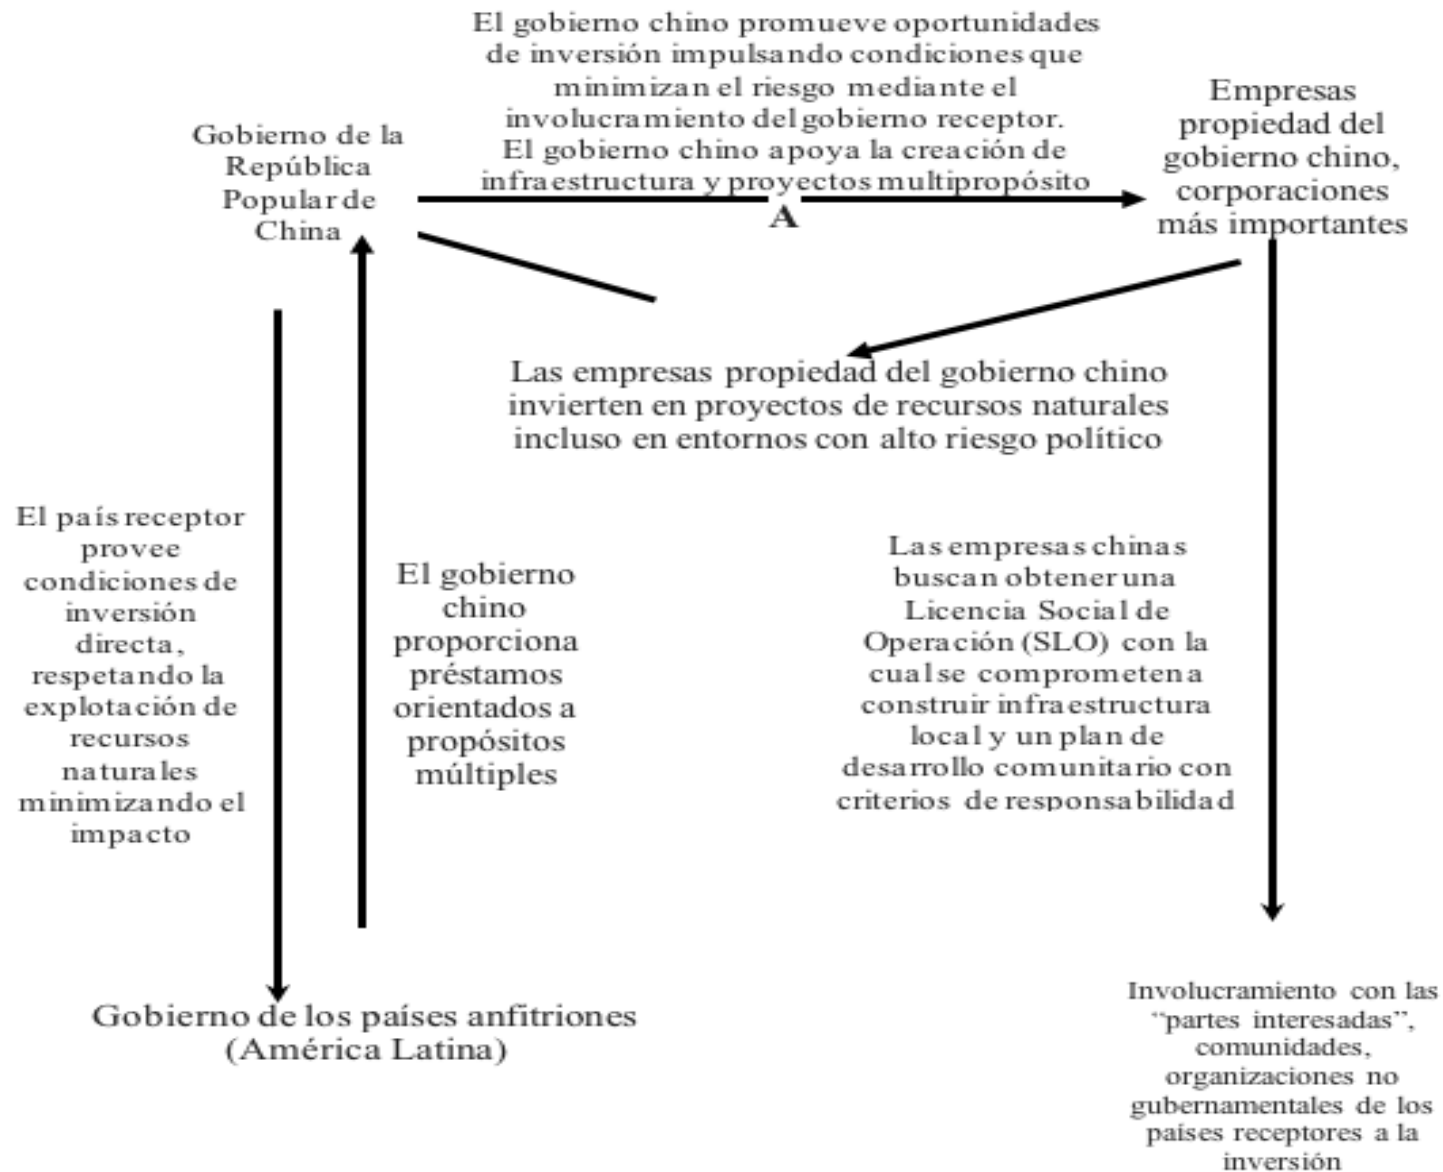 El gobierno chino promueve oportunidades
de inversión impulsando condiciones que
minimizan el riesgo mediante el
involucramiento del gobierno receptor.
El gobierno chino apoya la creación de
infraestructura y proyectos multipropósito
A
Gobierno de la
República
Popular de
China
Empresas
propiedad del
gobierno chino,
corporaciones
más importantes
Las empresas propiedad del gobierno chino
invierten en proyectos de recursos naturales
incluso en entornos con alto riesgo político
El país receptor
provee
condiciones de
inversión
directa,
respetando la
explotación de
recursos
naturales
minimizando el
impacto
El gobierno
chino
proporciona
préstamos
orientados a
propósitos
múltiples
Las empresas chinas
buscan obtener una
Licencia Social de
Operación (SLO) con la
cual se comprometen a
construir infraestructura
local y un plan de
desarrollo comunitario con
criterios de responsabilidad
Gobierno de los países anfitriones
(América Latina)
Involucramiento con las
“partes interesadas”,
comunidades,
organizaciones no
gubernamentales de los
países receptores a la
inversión